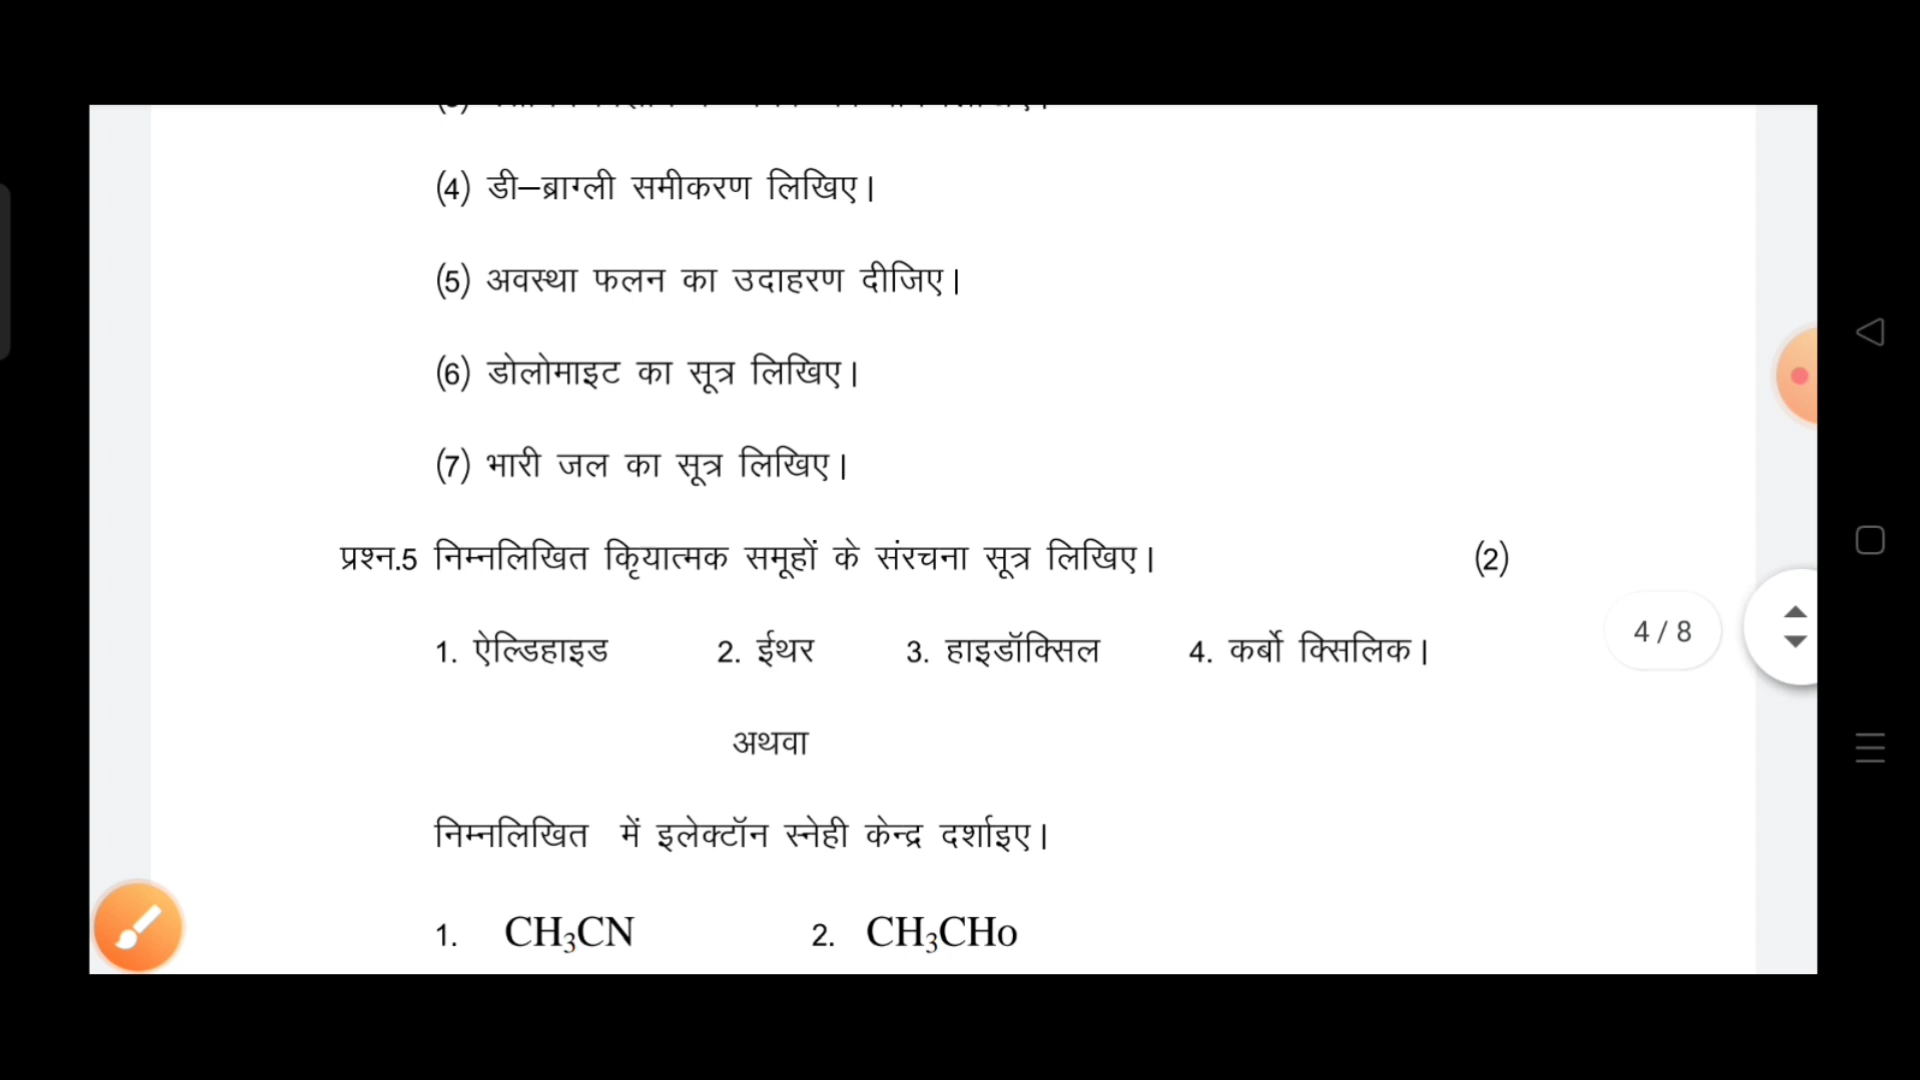 (4) डी–ब्राग्ली समीकरण लिखिए।
(5) अवस्था फलन का उदाहरण दीजिए।
(6) डोलोमाइट का सूत्र लिखिए।
(7) भारी जल का सूत्र लिखिए।
प्रश्न.5 निम्नलिखित क्रियात्मक समूहों के संरचना सूत्र लिखिए। (2)
1. ऐल्डिहाइड 2. ईथर 3. हाइडॉक्सिल 4. कर्बो क्सिलिक।
4 / 8
अथवा
निम्नलिखित में इलेक्टॉन स्नेही केन्द्र दर्शाइए।
1. CH₃CN 2. CH₃CHo